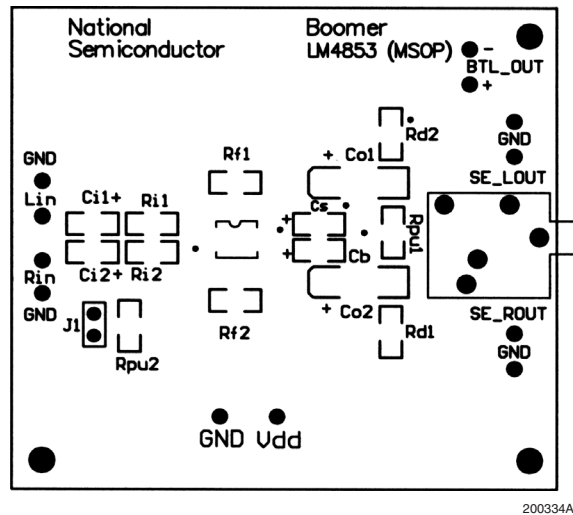 National
Semiconductor
Boomer
LM4853 (MSOP)
-
BTL_OUT
+
Rd2
GND
SE_LOUT
GND
Lin
Ci1+
Ri1
Rf1
+ Co1
+ Cs
Rpu1
+ Cb
Rin
Ci2+
Ri2
GND
J1
Rpu2
Rf2
+ Co2
Rd1
SE_ROUT
GND
GND Vdd
200334A